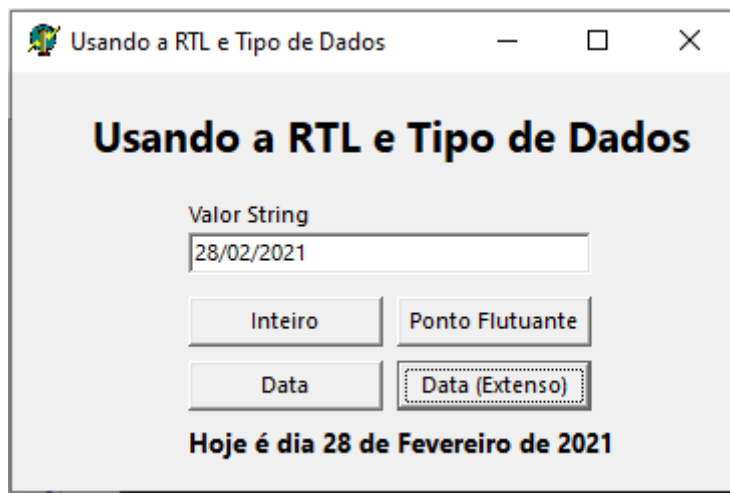 Usando a RTL e Tipo de Dados
Usando a RTL e Tipo de Dados
Valor String
28/02/2021
Inteiro Ponto Flutuante
Data Data (Extenso)
Hoje é dia 28 de Fevereiro de 2021